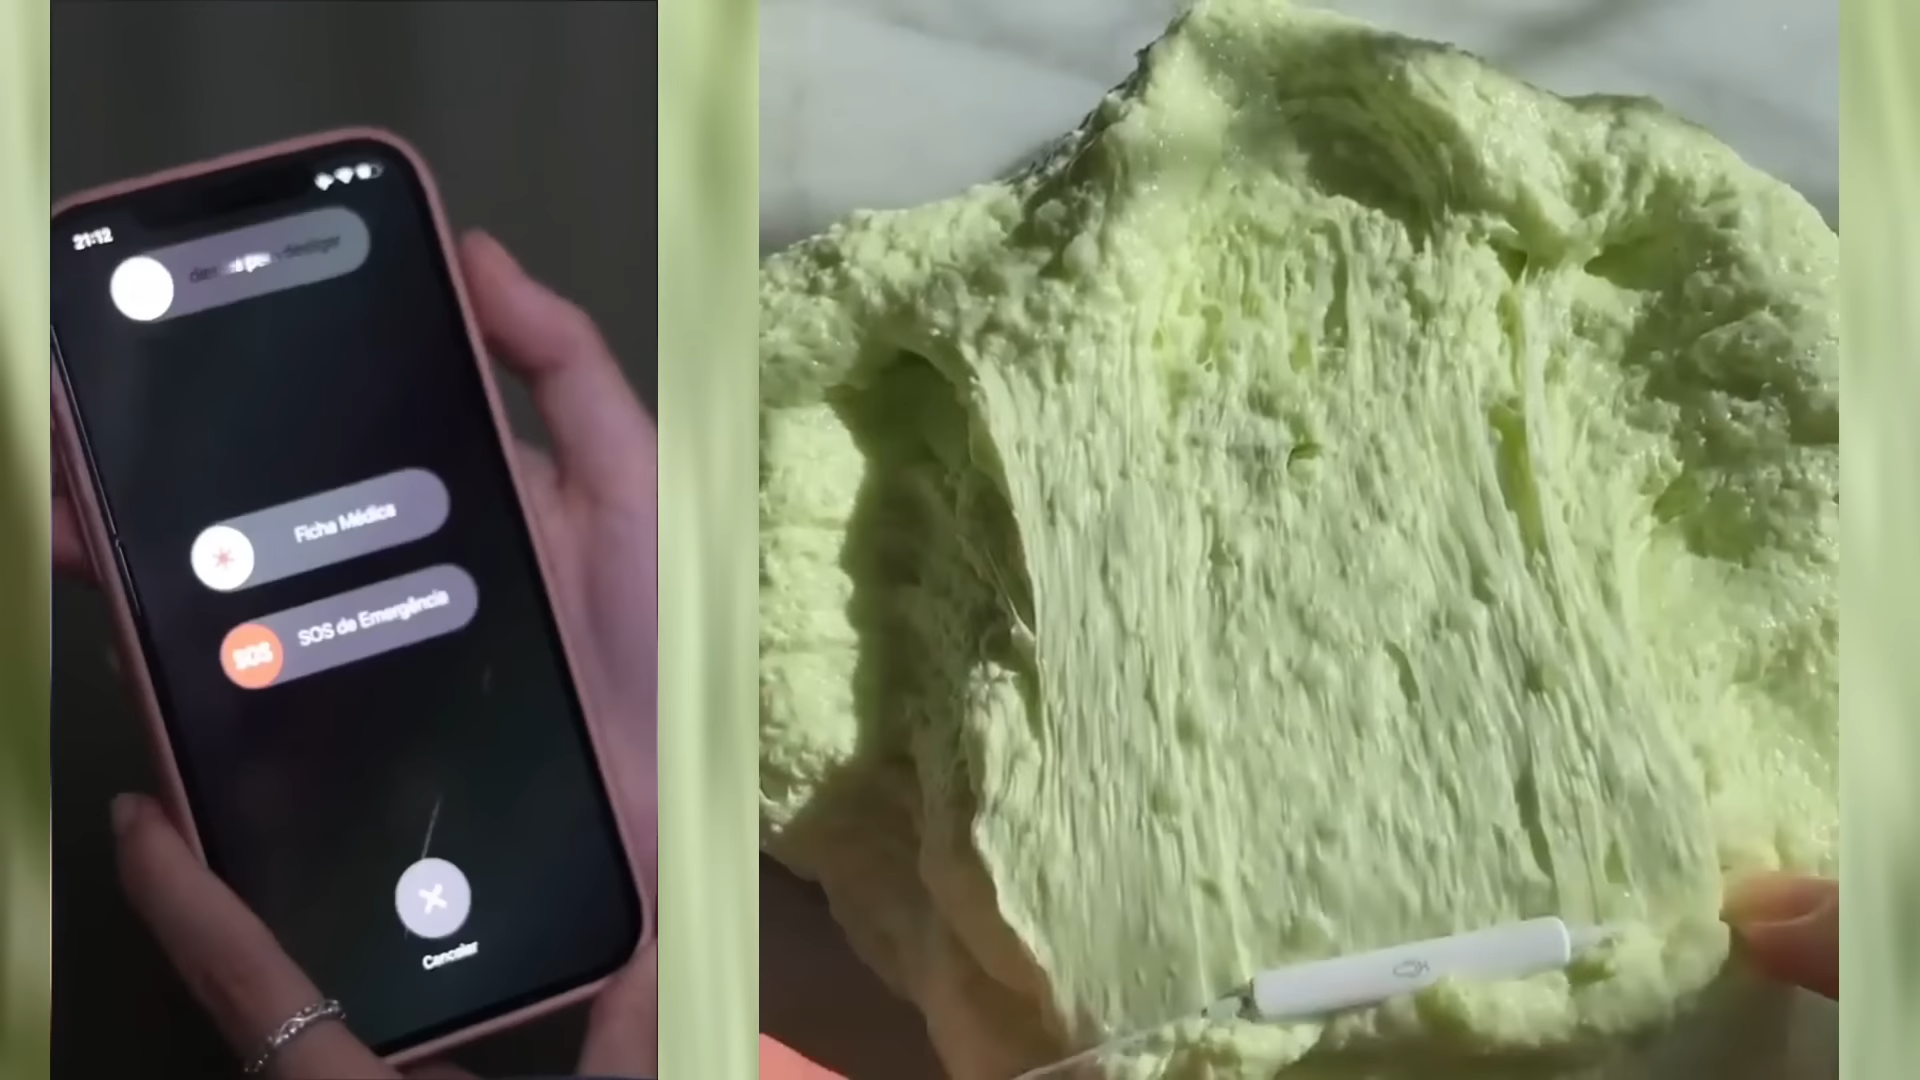 21:12
Ficha Médica
SOS
SOS de Emergência
Cancelar